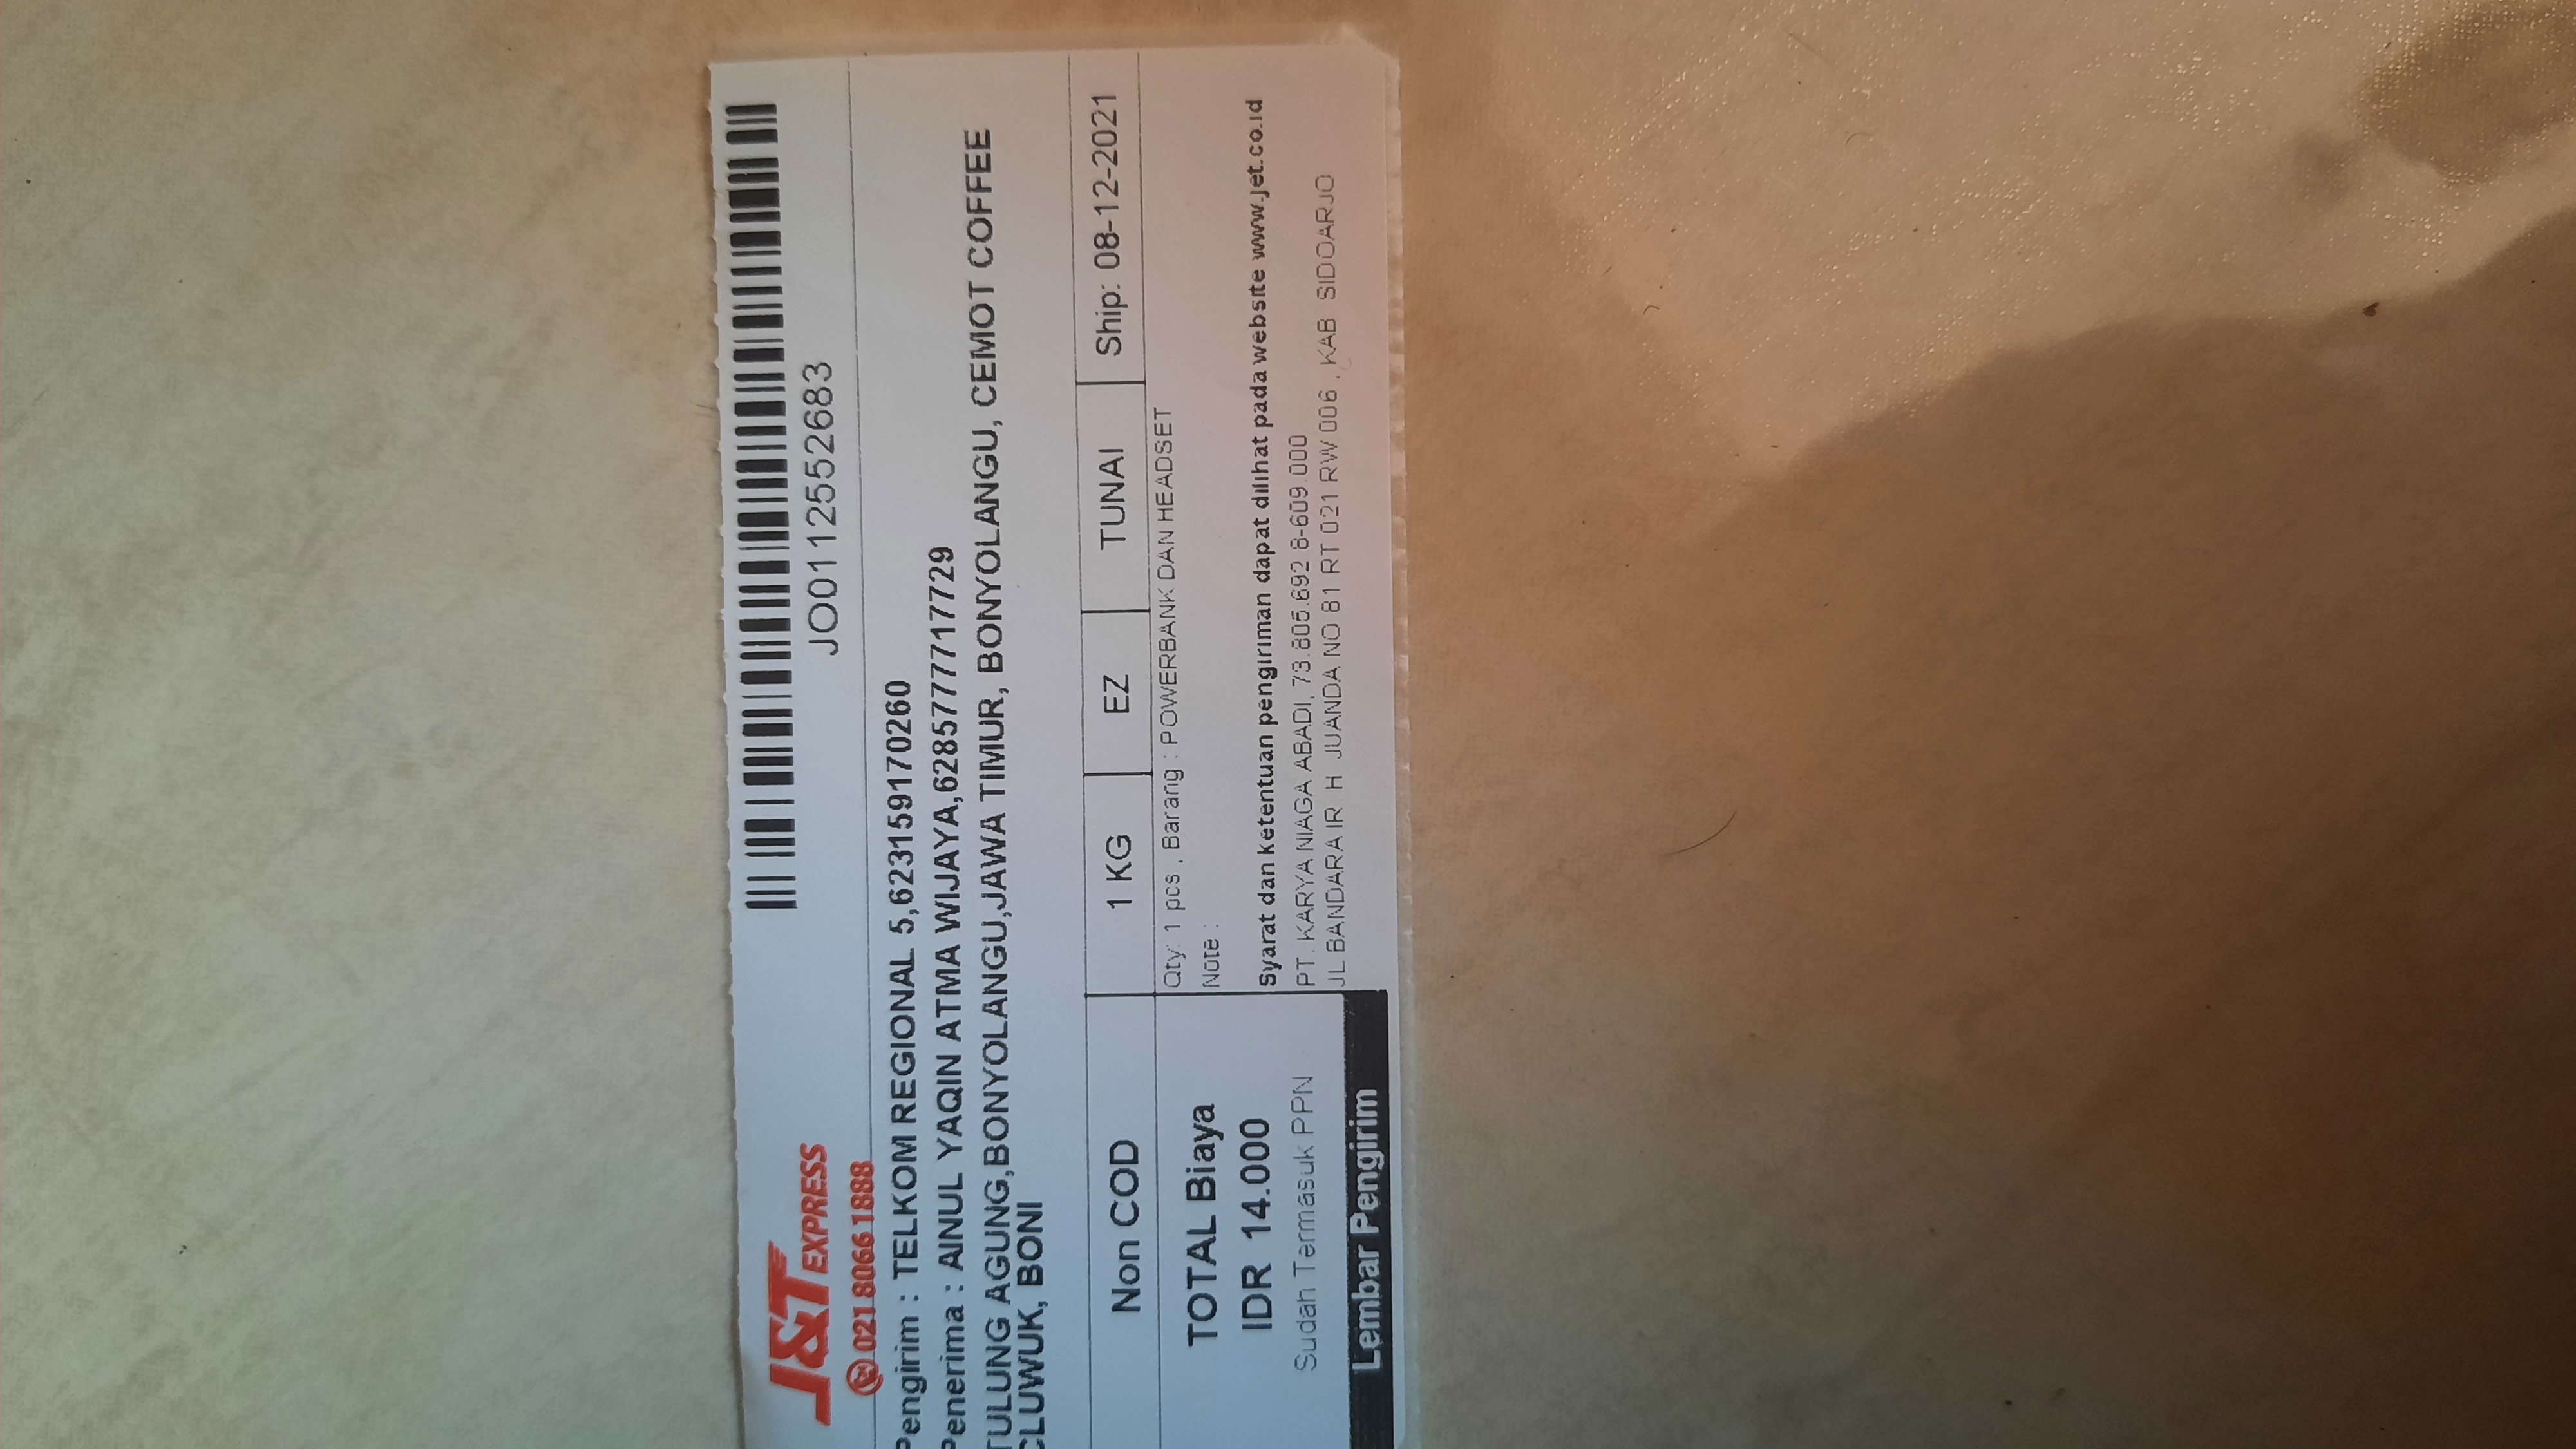 J&T EXPRESS
021 8066 1888
JO0112552683
Pengirim : TELKOM REGIONAL 5,623159170260
Penerima : AINUL YAQIN ATMA WIJAYA,6285777717729
TULUNG AGUNG,BONYOLANGU,JAWA TIMUR, BONYOLANGU, CEMOT COFFEE
CLUWUK, BONI
Non COD 1 KG EZ TUNAI Ship: 08-12-2021
TOTAL Biaya
IDR 14.000
Sudah Termasuk PPN
Lembar Pengirim
Qty: 1 pcs , Barang : POWERBANK DAN HEADSET
Note :
Syarat dan ketentuan pengiriman dapat dilihat pada website www.jet.co.id
PT. KARYA NIAGA ABADI, 73.805.692.8-609.000
JL BANDARA IR. H. JUANDA NO 81 RT 021 RW 006 , KAB. SIDOARJO